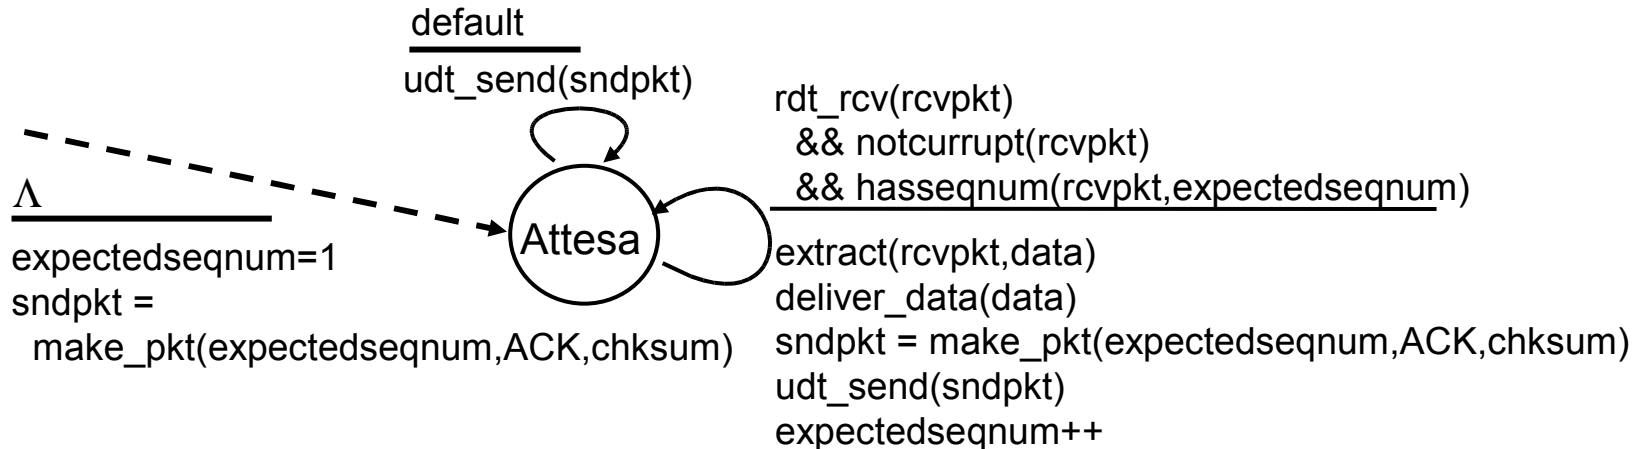 default
udt_send(sndpkt)
Λ
expectedseqnum=1
sndpkt =
make_pkt(expectedseqnum,ACK,chksum)
Attesa
rdt_rcv(rcvpkt)
&& notcurrupt(rcvpkt)
&& hasseqnum(rcvpkt,expectedseqnum)
extract(rcvpkt,data)
deliver_data(data)
sndpkt = make_pkt(expectedseqnum,ACK,chksum)
udt_send(sndpkt)
expectedseqnum++